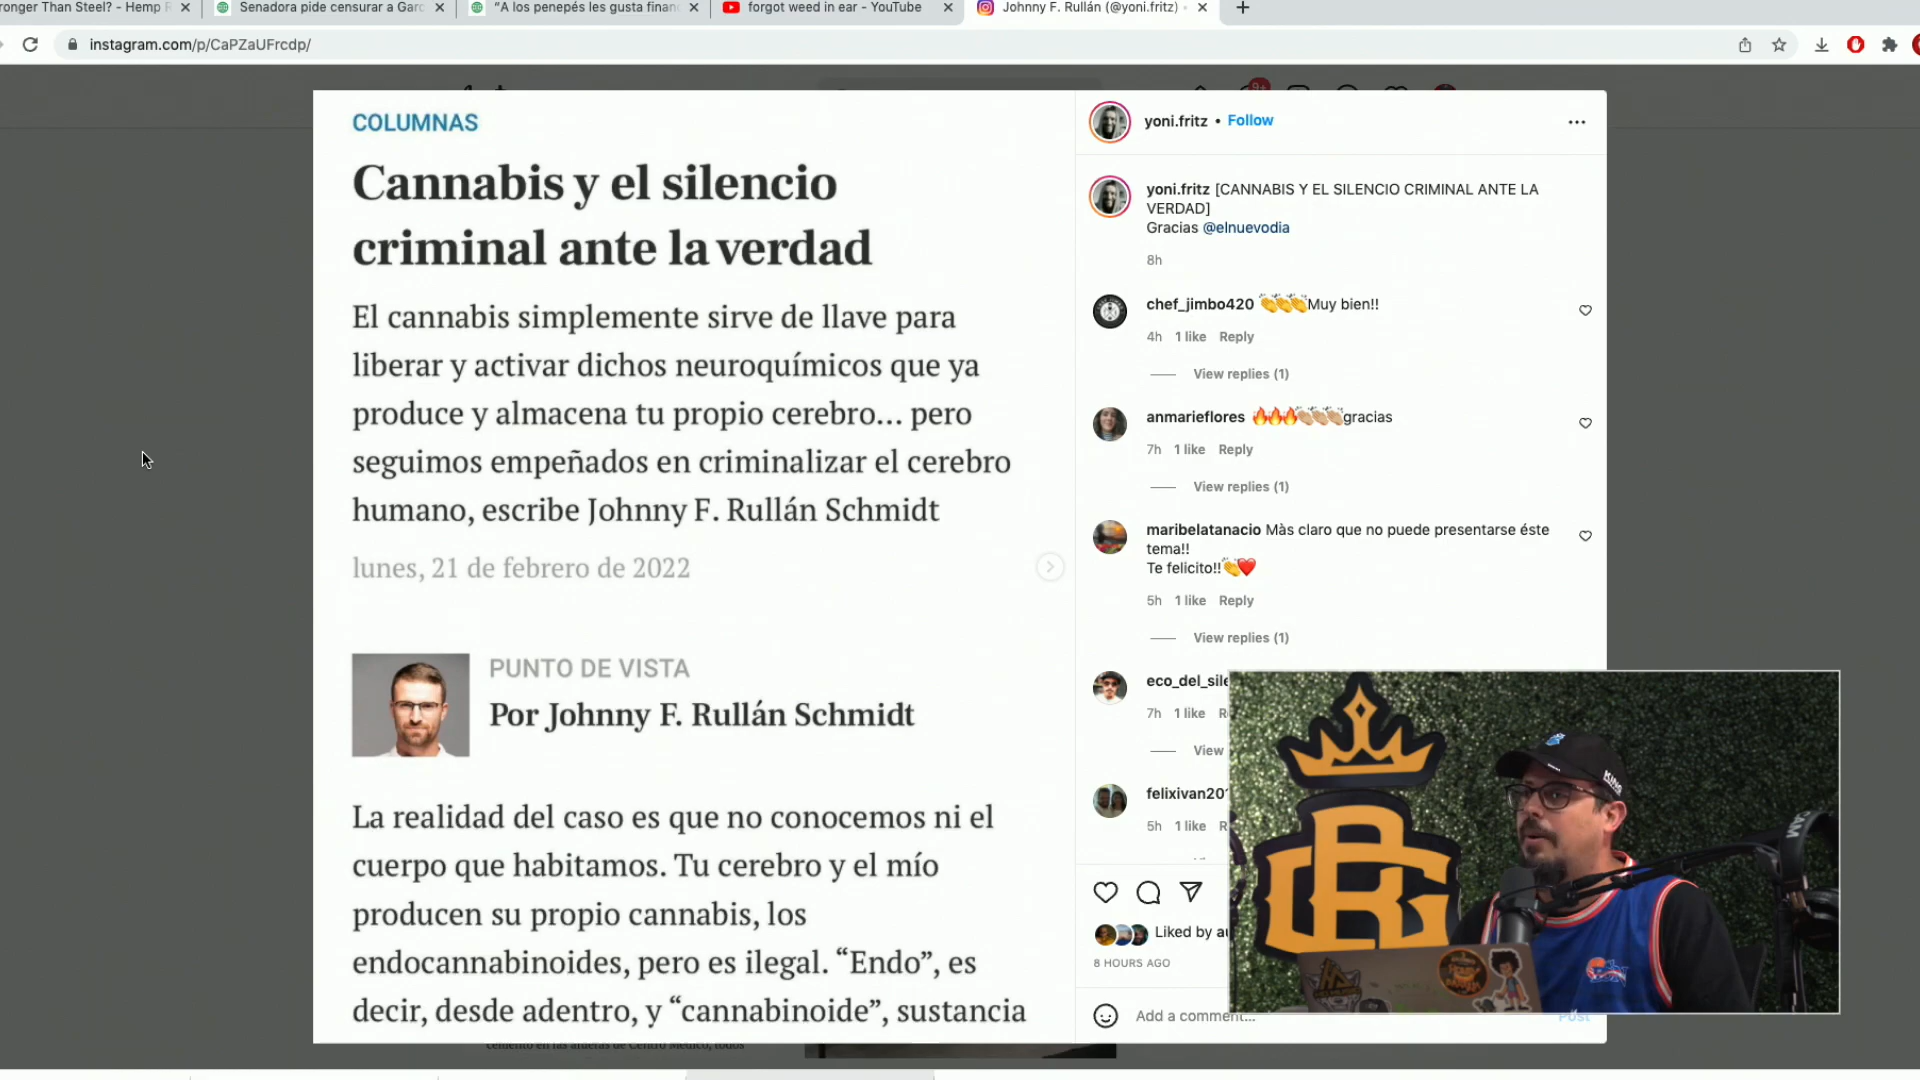 ronger Than Steel? - Hemp
Senadora pide censurar a Gar
“A los penepés les gusta finan
forgot weed in ear - YouTube
Johnny F. Rullán (@yoni.fritz) •
instagram.com/p/CaPZaUFrcdp/
COLUMNAS
Cannabis y el silencio
criminal ante la verdad
El cannabis simplemente sirve de llave para
liberar y activar dichos neuroquímicos que ya
produce y almacena tu propio cerebro... pero
seguimos empeñados en criminalizar el cerebro
humano, escribe Johnny F. Rullán Schmidt
lunes, 21 de febrero de 2022
PUNTO DE VISTA
Por Johnny F. Rullán Schmidt
La realidad del caso es que no conocemos ni el
cuerpo que habitamos. Tu cerebro y el mío
producen su propio cannabis, los
endocannabinoides, pero es ilegal. “Endo”, es
decir, desde adentro, y “cannabinoide”, sustancia
yoni.fritz • Follow
yoni.fritz [CANNABIS Y EL SILENCIO CRIMINAL ANTE LA
VERDAD]
Gracias @elnuevodia
8h
chef_jimbo420 👏👏👏Muy bien!!
4h 1 like Reply
View replies (1)
anmarieflores 🔥🔥🔥👏🏼👏🏼👏🏼gracias
7h 1 like Reply
View replies (1)
maribelatanacio Màs claro que no puede presentarse éste
tema!!
Te felicito!!👏❤️
5h 1 like Reply
View replies (1)
eco_del_sile
7h 1 like R
View
felixivan201
5h 1 like R
Liked by au
8 HOURS AGO
Add a comment...
Post
KING